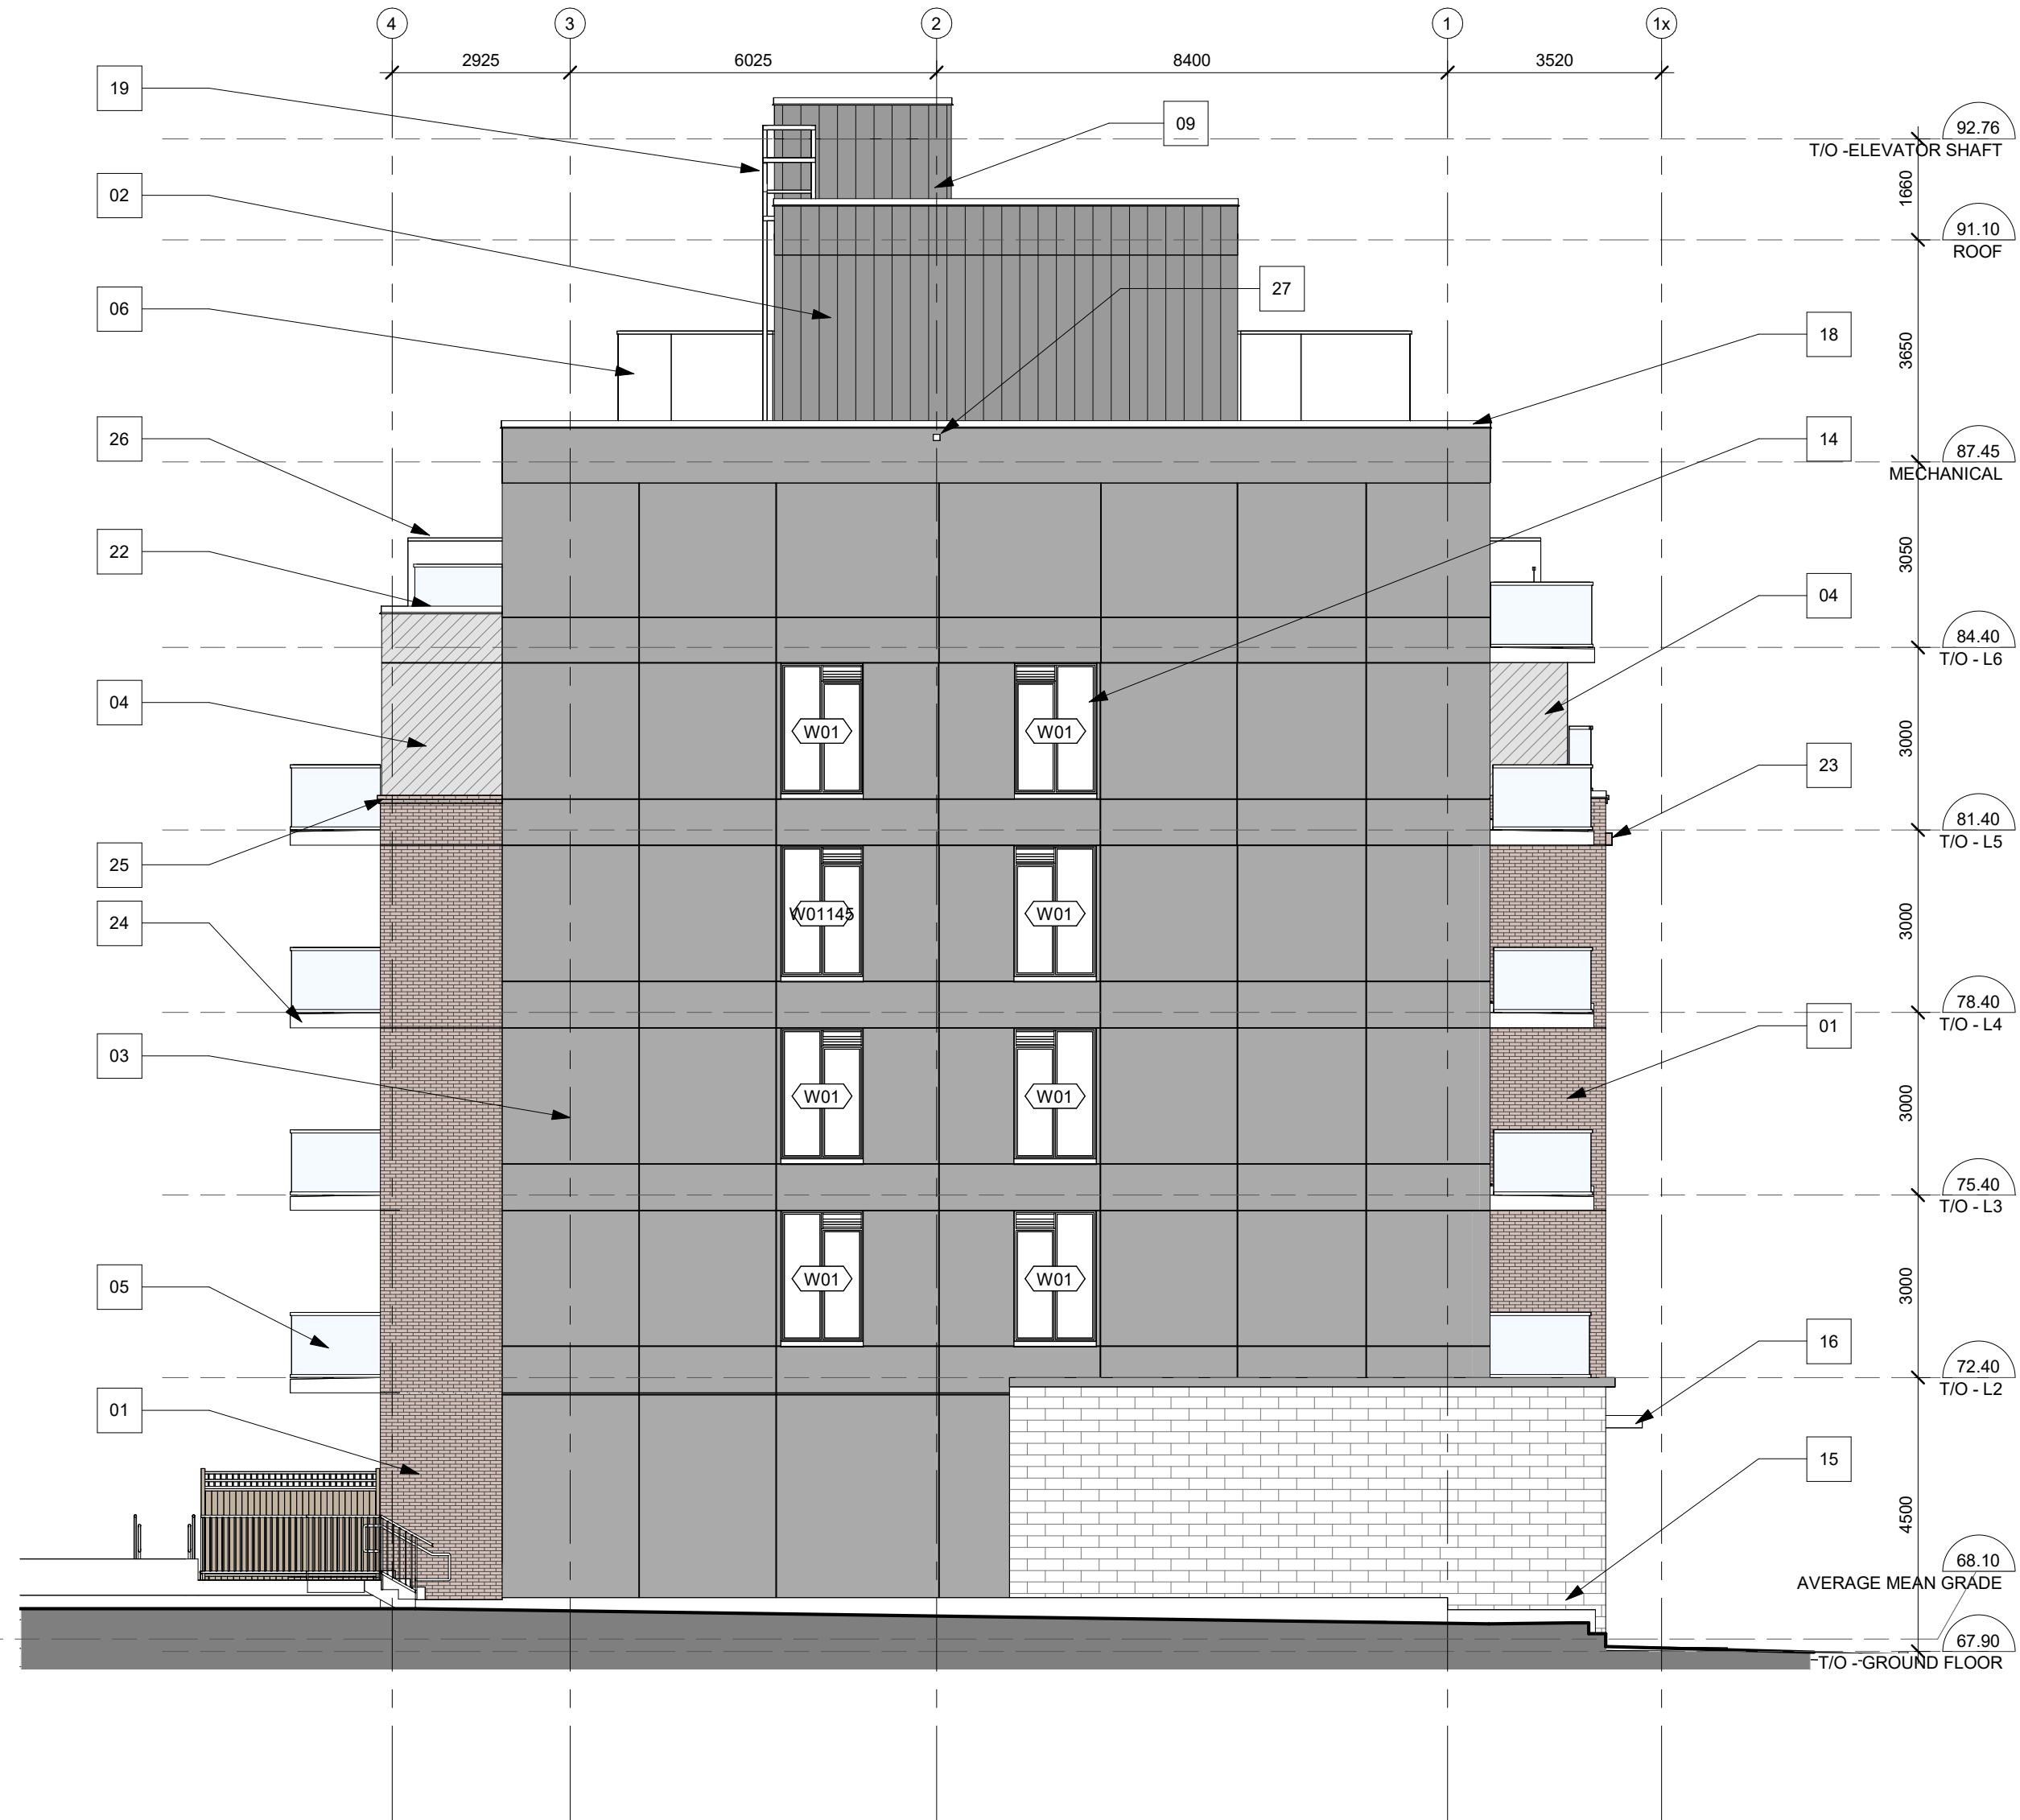 4 3 2 1 1x
2925 6025 8400 3520
19
09
92.76
T/O -ELEVATOR SHAFT
1660
02
91.10
ROOF
27
06
18
3650
26
14
87.45
MECHANICAL
22
3050
04
84.40
T/O - L6
04
W01 W01
3000
23
81.40
T/O - L5
25
24
W01145 W01
3000
78.40
T/O - L4
01
03
W01 W01
3000
75.40
T/O - L3
05
W01 W01
3000
16
72.40
T/O - L2
01
15
4500
68.10
AVERAGE MEAN GRADE
67.90
T/O - GROUND FLOOR